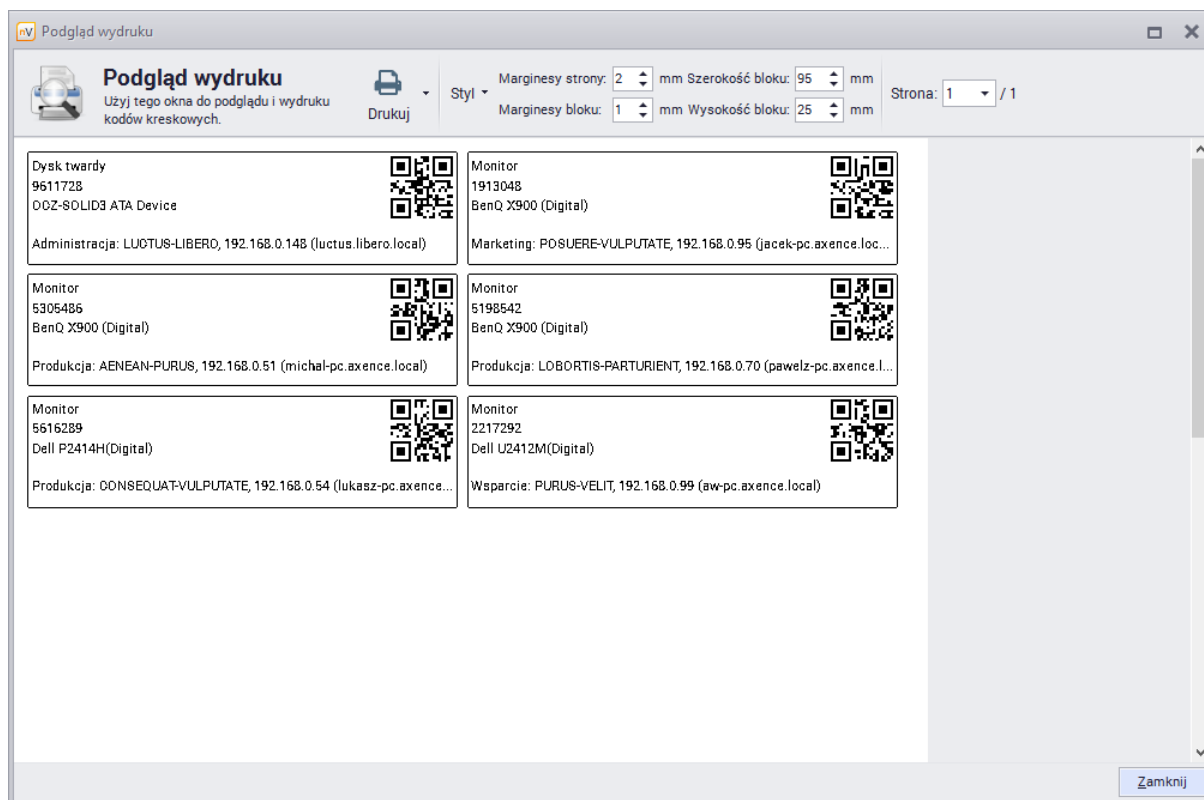 nV Podgląd wydruku
Podgląd wydruku
Użyj tego okna do podglądu i wydruku
kodów kreskowych.
Drukuj
Styl
Marginesy strony: 2 mm Szerokość bloku: 95 mm
Marginesy bloku: 1 mm Wysokość bloku: 25 mm
Strona: 1 / 1
Dysk twardy
9611728
OCZ-SOLID3 ATA Device
Administracja: LUCTUS-LIBERO, 192.168.0.148 (luctus.libero.local)
Monitor
1913048
BenQ X900 (Digital)
Marketing: POSUERE-VULPUTATE, 192.168.0.95 (jacek-pc.axence.loc...
Monitor
5305486
BenQ X900 (Digital)
Produkcja: AENEAN-PURUS, 192.168.0.51 (michal-pc.axence.local)
Monitor
5198542
BenQ X900 (Digital)
Produkcja: LOBORTIS-PARTURIENT, 192.168.0.70 (pawelz-pc.axence.l...
Monitor
5616289
Dell P2414H(Digital)
Produkcja: CONSEQUAT-VULPUTATE, 192.168.0.54 (lukasz-pc.axence...
Monitor
2217292
Dell U2412M(Digital)
Wsparcie: PURUS-VELIT, 192.168.0.99 (aw-pc.axence.local)
Zamknij